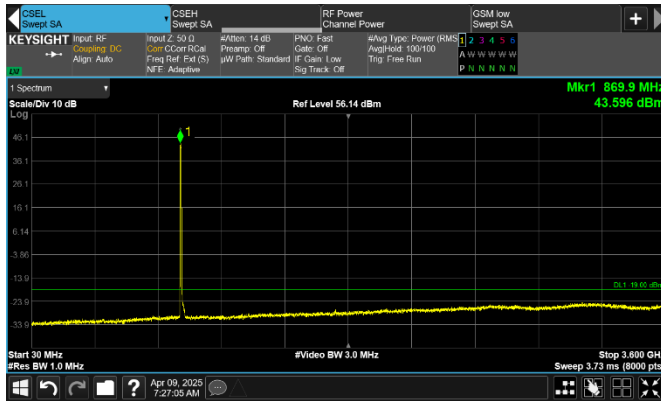 CSEL
Swept SA
CSEH
Swept SA
RF Power
Channel Power
GSM low
Swept SA
KEYSIGHT
Input: RF
Coupling: DC
Align: Auto
Input Z: 50 Ω
Corr CCorr RCal
Freq Ref: Ext (S)
NFE: Adaptive
#Atten: 14 dB
Preamp: Off
µW Path: Standard
PNO: Fast
Gate: Off
IF Gain: Low
Sig Track: Off
#Avg Type: Power (RMS
Avg|Hold: 100/100
Trig: Free Run
1 2 3 4 5 6
A W W W W W
P N N N N N
1 Spectrum
Scale/Div 10 dB
Log
Ref Level 56.14 dBm
Mkr1 869.9 MHz
43.596 dBm
1
46.1
36.1
26.1
16.1
6.14
-3.86
-13.9
-23.9
-33.9
DL1 -19.00 dBm
Start 30 MHz
#Res BW 1.0 MHz
#Video BW 3.0 MHz
Stop 3.600 GHz
Sweep 3.73 ms (8000 pts)
?
Apr 09, 2025
7:27:05 AM